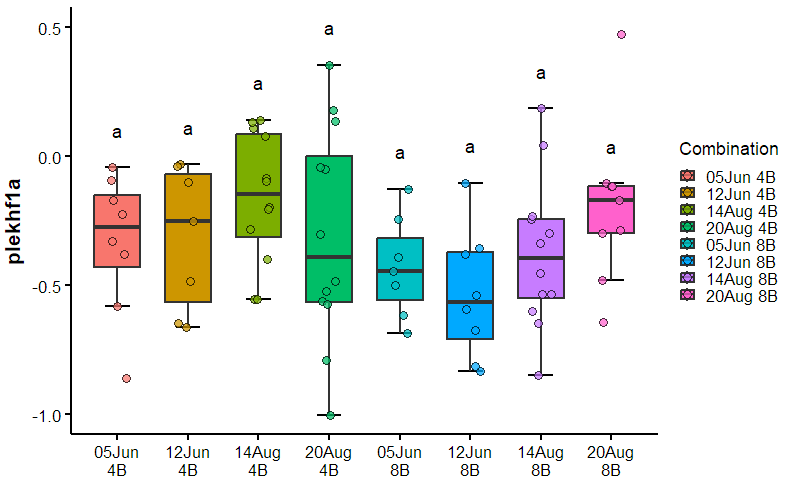 plekhf1a
0.5
0.0
-0.5
-1.0
a
a
a
a
a
a
a
a
05Jun
4B
12Jun
4B
14Aug
4B
20Aug
4B
05Jun
8B
12Jun
8B
14Aug
8B
20Aug
8B
Combination
05Jun 4B
12Jun 4B
14Aug 4B
20Aug 4B
05Jun 8B
12Jun 8B
14Aug 8B
20Aug 8B